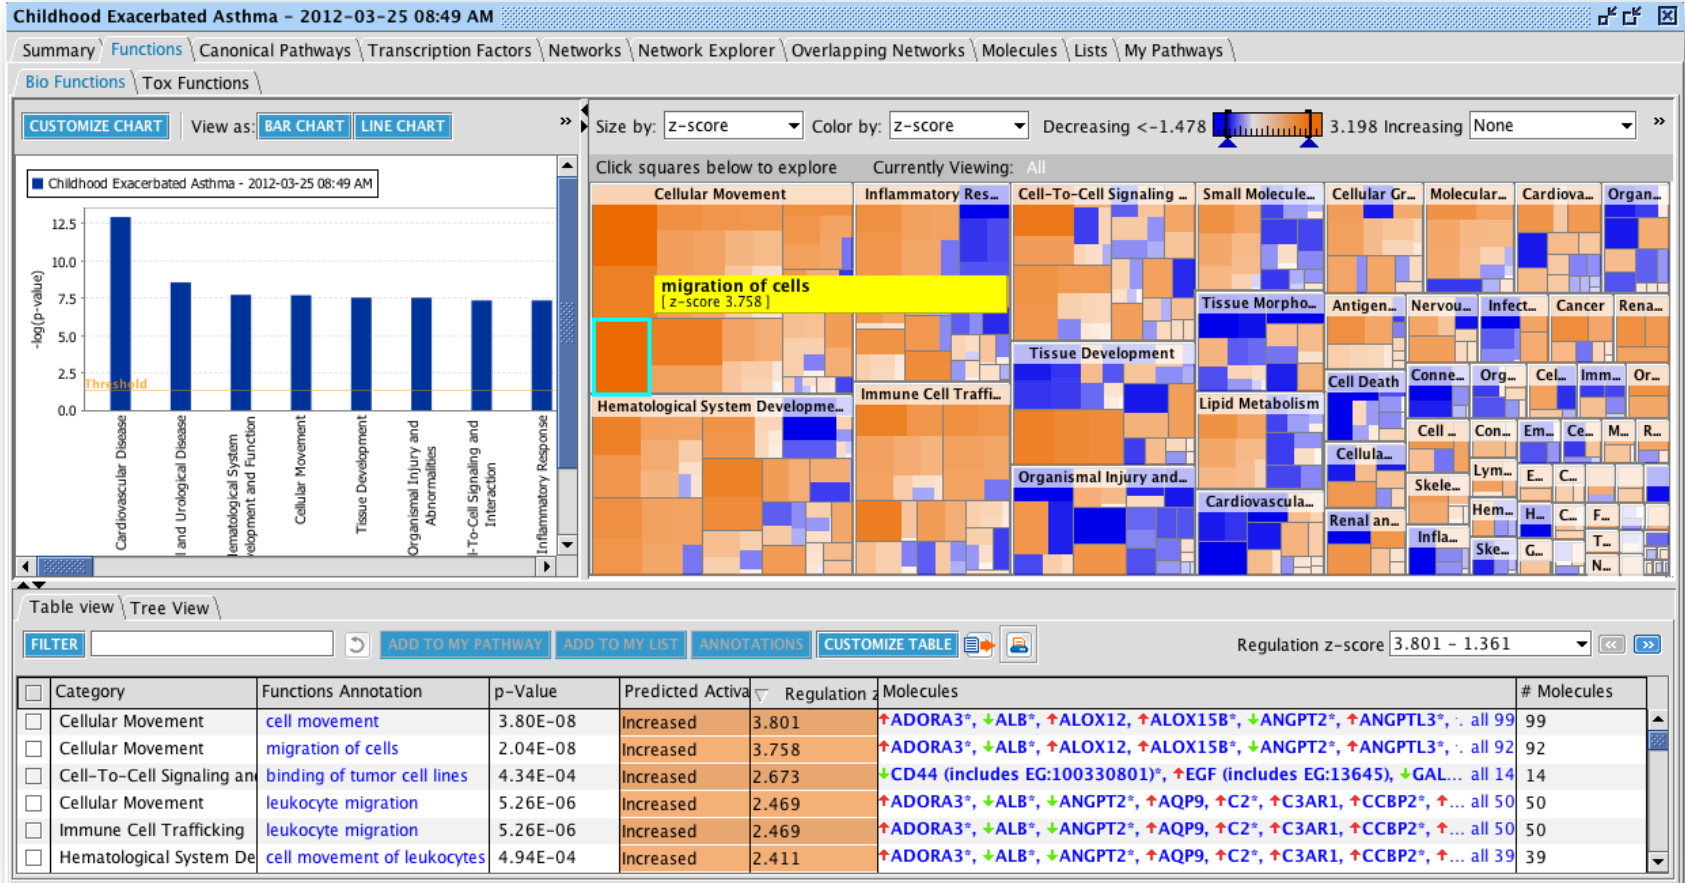 Childhood Exacerbated Asthma - 2012-03-25 08:49 AM
Summary Functions Canonical Pathways Transcription Factors Networks Network Explorer Overlapping Networks Molecules Lists My Pathways
Bio Functions Tox Functions
CUSTOMIZE CHART View as: BAR CHART LINE CHART »
Size by: z-score Color by: z-score Decreasing <-1.478 3.198 Increasing None »
Click squares below to explore Currently Viewing: All
Childhood Exacerbated Asthma - 2012-03-25 08:49 AM
12.5
10.0
7.5
5.0
2.5
0.0
-log(p-value)
Threshold
Cardiovascular Disease
l and Urological Disease
lematological System
velopment and Function
Cellular Movement
Tissue Development
Organismal Injury and
Abnormalities
l-To-Cell Signaling and
Interaction
Inflammatory Response
Cellular Movement Inflammatory Res... Cell-To-Cell Signaling ... Small Molecule... Cellular Gr... Molecular... Cardiova... Organ...
migration of cells
[ z-score 3.758 ]
Tissue Morpho... Antigen... Nervou... Infect... Cancer Rena...
Tissue Development Cell Death Conne... Org... Cel... Imm... Or...
Hematological System Developme... Immune Cell Traffi... Lipid Metabolism
Cell ... Con... Em... Ce... M... R...
Cellula...
Organismal Injury and... Skele... Lym... E... C...
Cardiovascula... Renal an... Hem... H... C... F...
Infla... Ske... G... T...
N...
Table view Tree View
FILTER ADD TO MY PATHWAY ADD TO MY LIST ANNOTATIONS CUSTOMIZE TABLE Regulation z-score 3.801 - 1.361 « »
Category Functions Annotation p-Value Predicted Activa Regulation z Molecules # Molecules
Cellular Movement cell movement 3.80E-08 Increased 3.801 ↑ADORA3*, ↓ALB*, ↑ALOX12, ↑ALOX15B*, ↓ANGPT2*, ↑ANGPTL3*, ... all 99 99
Cellular Movement migration of cells 2.04E-08 Increased 3.758 ↑ADORA3*, ↓ALB*, ↑ALOX12, ↑ALOX15B*, ↓ANGPT2*, ↑ANGPTL3*, ... all 92 92
Cell-To-Cell Signaling an binding of tumor cell lines 4.34E-04 Increased 2.673 ↓CD44 (includes EG:100330801)*, ↑EGF (includes EG:13645), ↓GAL... all 14 14
Cellular Movement leukocyte migration 5.26E-06 Increased 2.469 ↑ADORA3*, ↓ALB*, ↓ANGPT2*, ↑AQP9, ↑C2*, ↑C3AR1, ↑CCBP2*, ↑... all 50 50
Immune Cell Trafficking leukocyte migration 5.26E-06 Increased 2.469 ↑ADORA3*, ↓ALB*, ↓ANGPT2*, ↑AQP9, ↑C2*, ↑C3AR1, ↑CCBP2*, ↑... all 50 50
Hematological System De cell movement of leukocytes 4.94E-04 Increased 2.411 ↑ADORA3*, ↓ALB*, ↓ANGPT2*, ↑AQP9, ↑C2*, ↑C3AR1, ↑CCBP2*, ↑... all 39 39